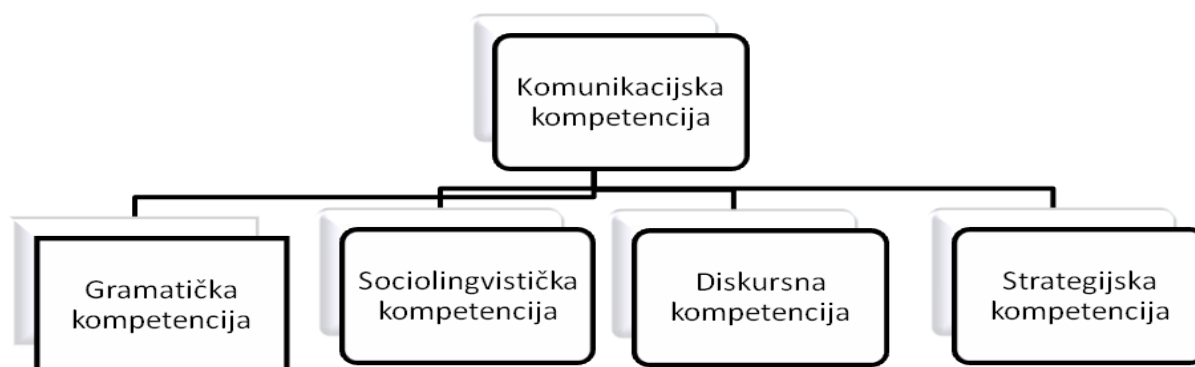 Komunikacijska
kompetencija
Gramatička
kompetencija
Sociolingvistička
kompetencija
Diskursna
kompetencija
Strategijska
kompetencija